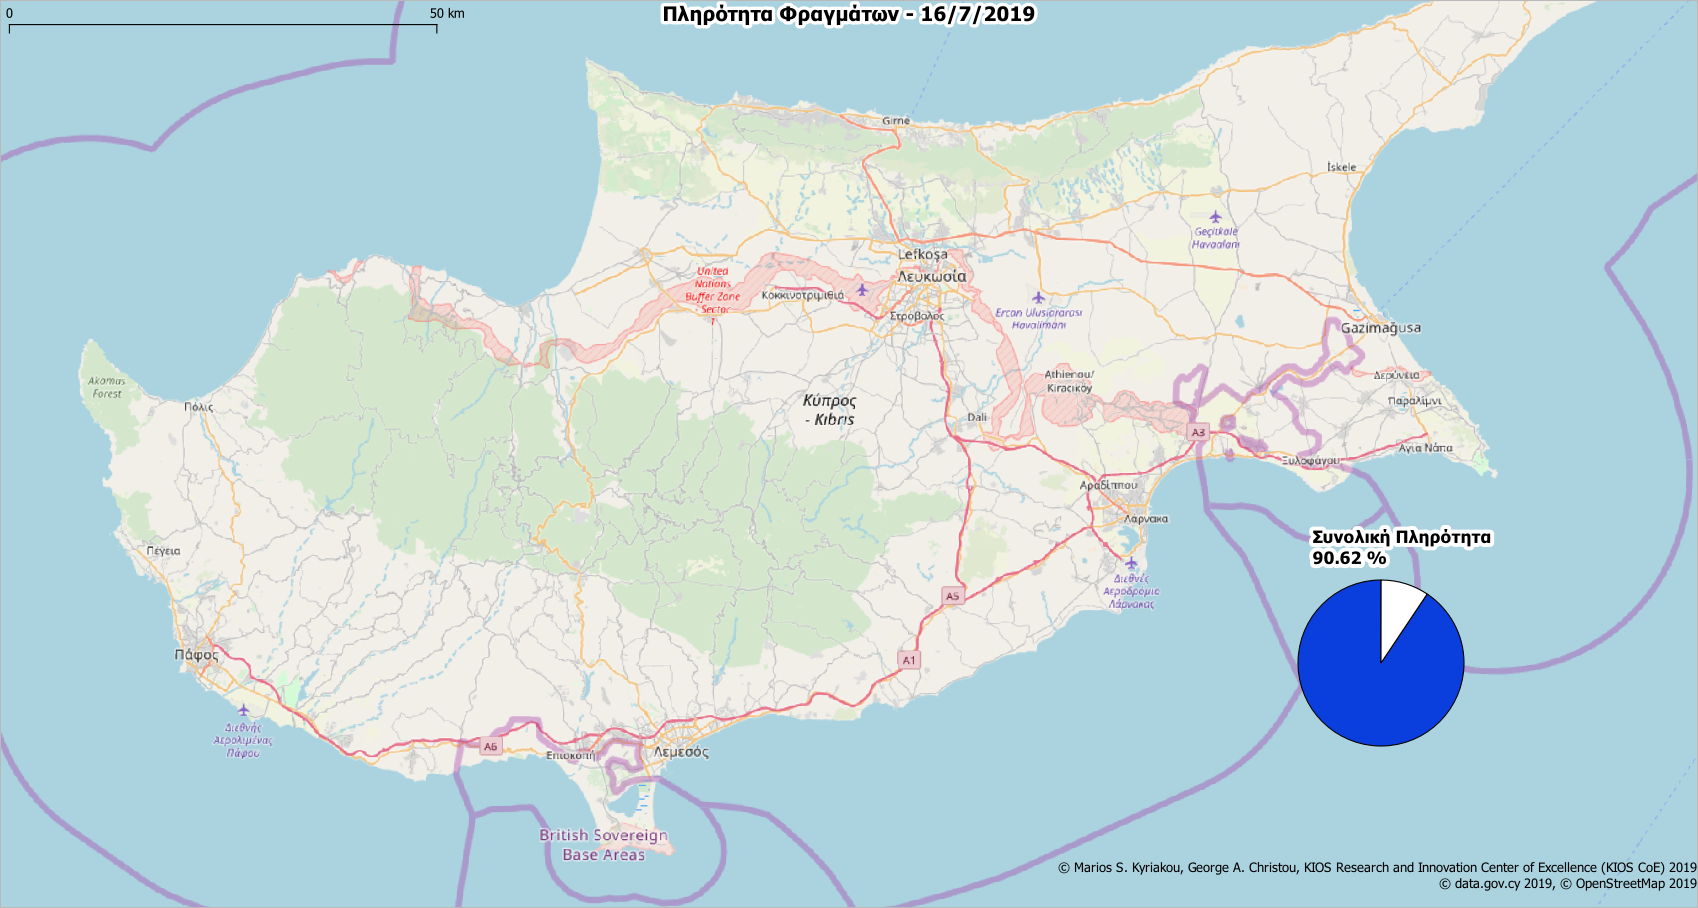 0
50 km
Πληρότητα Φραγμάτων - 16/7/2019
Girne
İskele
Geçitkale
Havaalanı
Lefkoşa
Λευκωσία
United
Nations
Buffer Zone
- Sector
Κοκκινοτριμιθιά
Στρόβολος
Ercan Uluslararası
Havalimanı
Gazimağusa
Akamas
Forest
Πόλις
Athienou/
Kiracıköy
Δερύνεια
Παραλίμνι
Κύπρος
- Kıbrıs
Dali
A3
Αγία Νάπα
Ξυλοφάγου
Αραδίππου
Λάρνακα
Πέγεια
Συνολική Πληρότητα
90.62 %
Διεθνές
Αεροδρόμιο
Λάρνακας
A5
Πάφος
A1
Διεθνής
Αερολιμένας
Πάφου
A6
Επισκοπή
Λεμεσός
British Sovereign
Base Areas
© Marios S. Kyriakou, George A. Christou, KIOS Research and Innovation Center of Excellence (KIOS CoE) 2019
© data.gov.cy 2019, © OpenStreetMap 2019